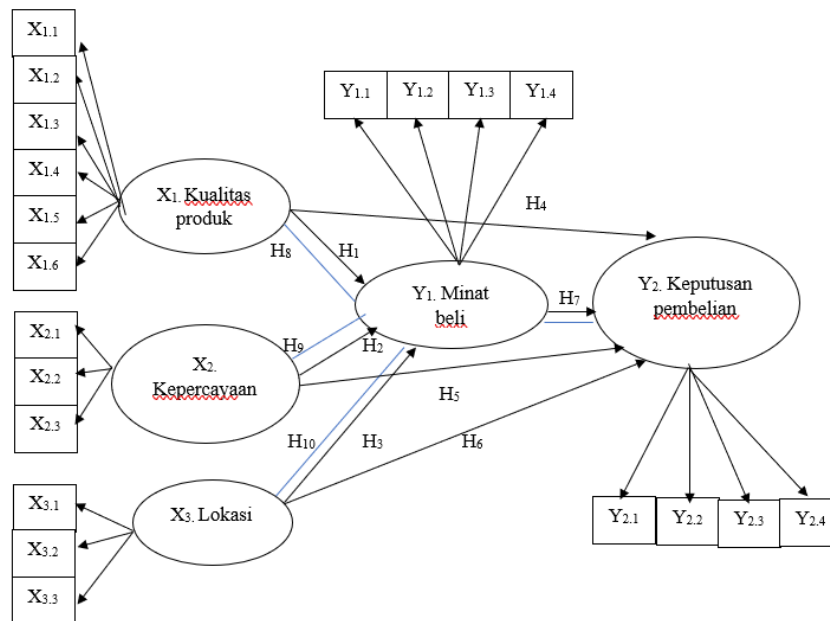 X1.1
X1.2
X1.3
X1.4
X1.5
X1.6
Y1.1 Y1.2 Y1.3 Y1.4
X1. Kualitas
produk
H4
H1
H8
Y1. Minat
beli
H7
Y2. Keputusan
pembelian
X2.1
X2.2
X2.3
X2.
Kepercayaan
H9
H2
H5
H10
H3
H6
X3.1
X3.2
X3.3
X3. Lokasi
Y2.1 Y2.2 Y2.3 Y2.4